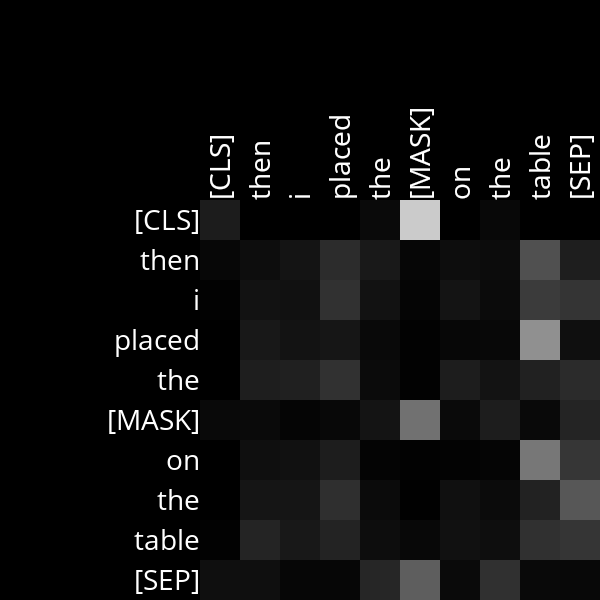 [CLS] then i placed the [MASK] on the table [SEP]
[CLS]
then
i
placed
the
[MASK]
on
the
table
[SEP]